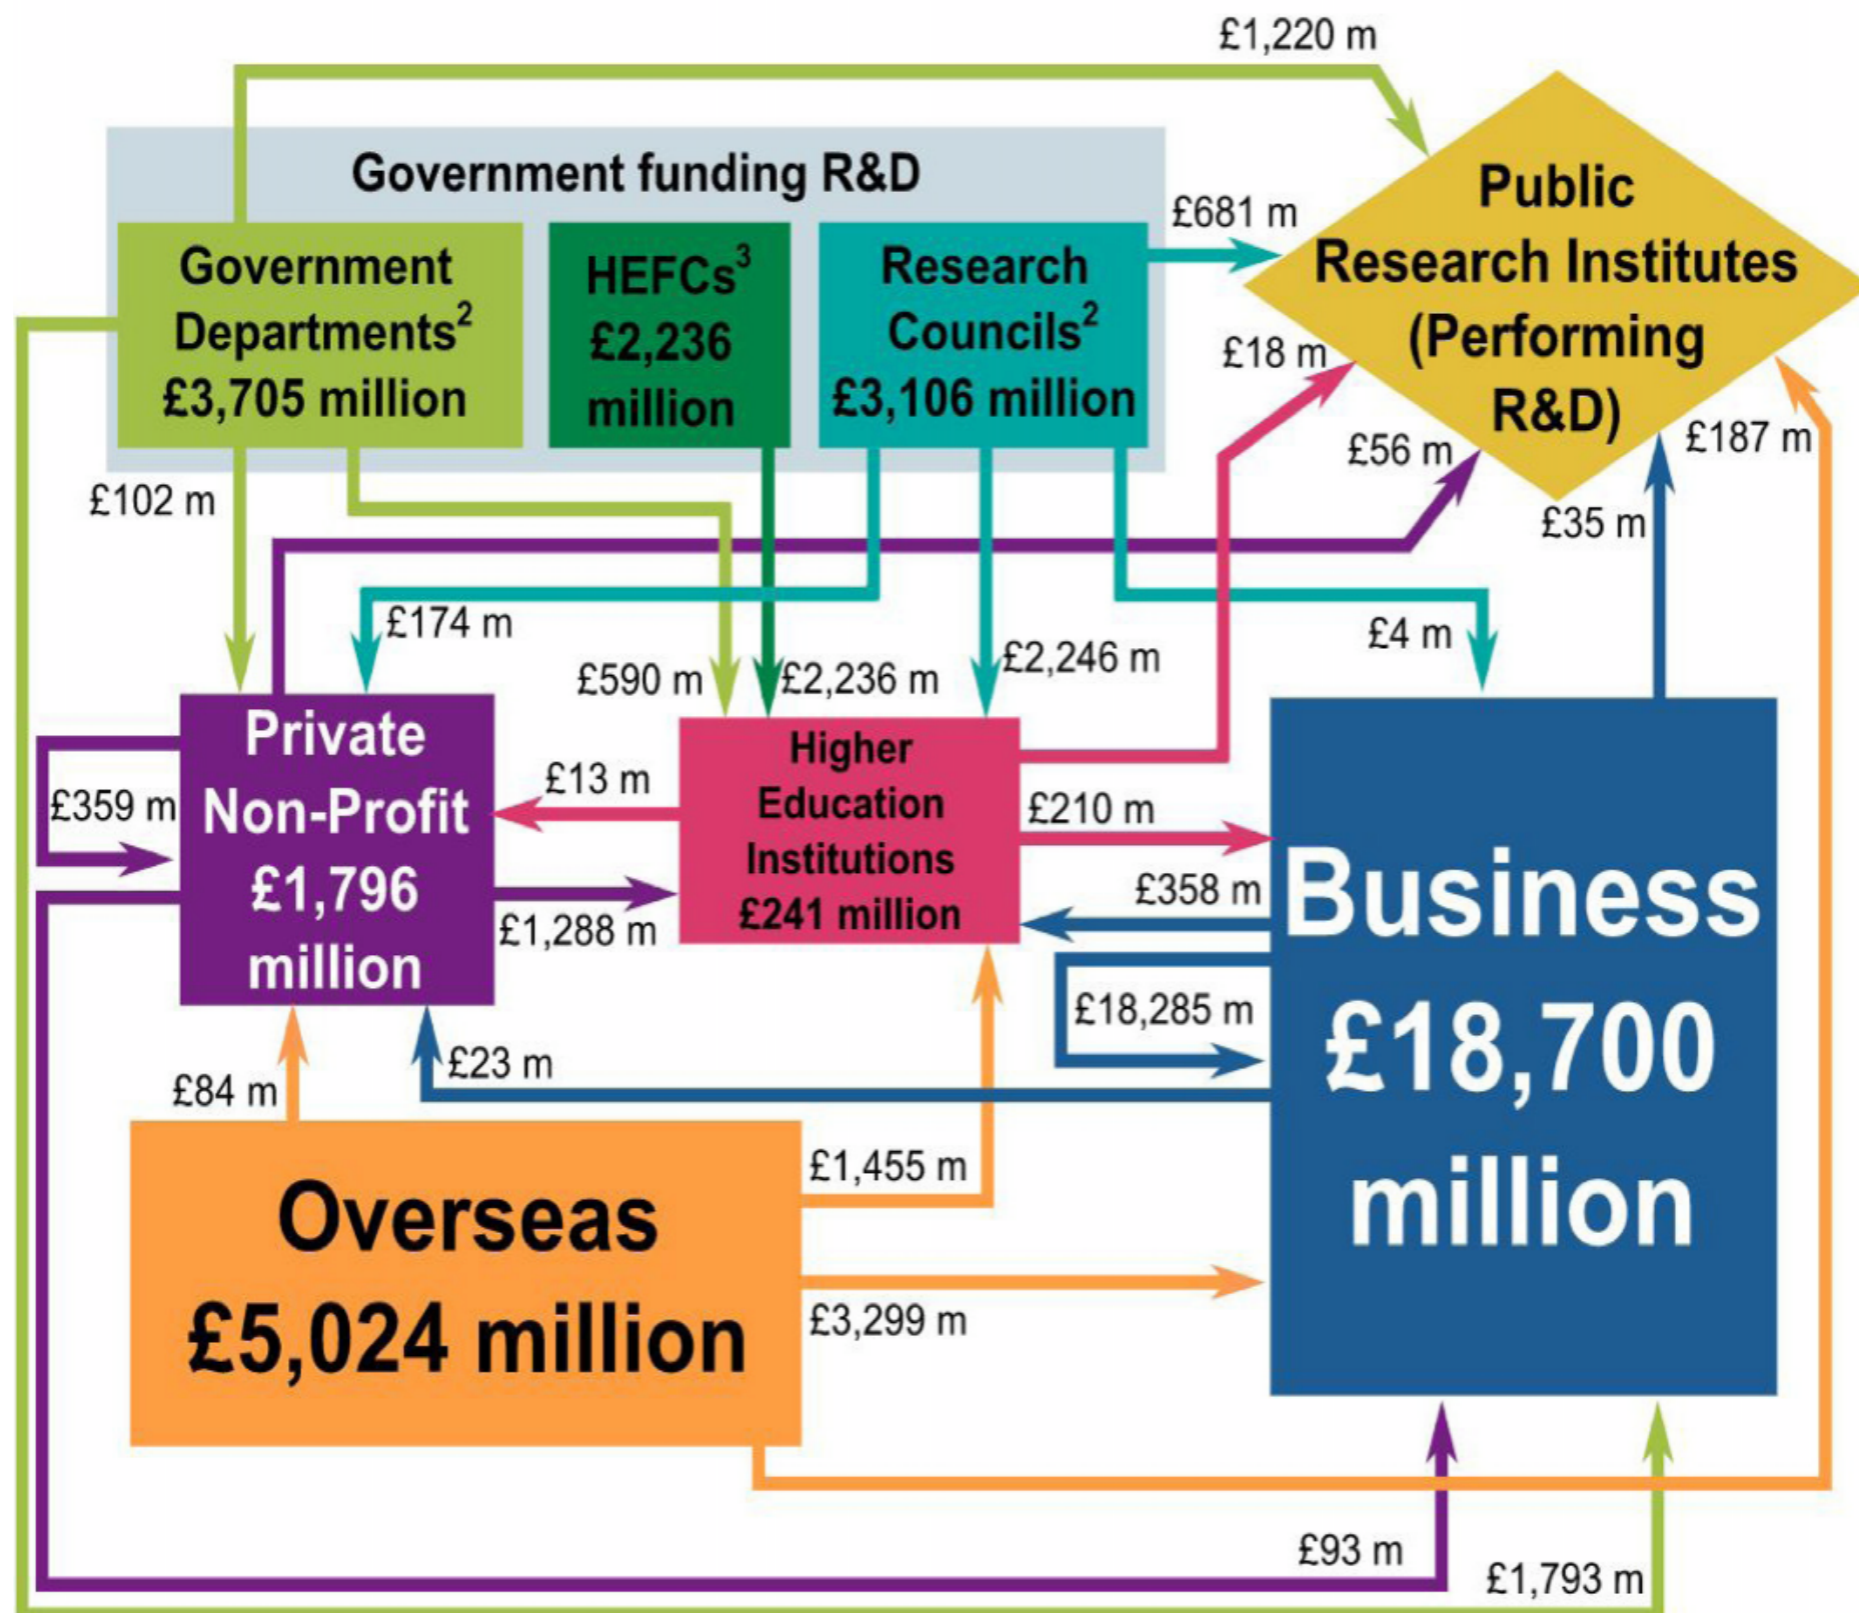 £1,220 m
Government funding R&D
£681 m
Public
Research Institutes
(Performing
R&D)
Government
Departments²
£3,705 million
HEFCs³
£2,236
million
Research
Councils²
£3,106 million
£18 m
£56 m
£187 m
£35 m
£102 m
£174 m
£590 m
£2,236 m
£2,246 m
£4 m
Private
Non-Profit
£1,796
million
£359 m
£13 m
£1,288 m
Higher
Education
Institutions
£241 million
£210 m
£358 m
£18,285 m
Business
£18,700
million
£84 m
£23 m
Overseas
£5,024 million
£1,455 m
£3,299 m
£93 m
£1,793 m